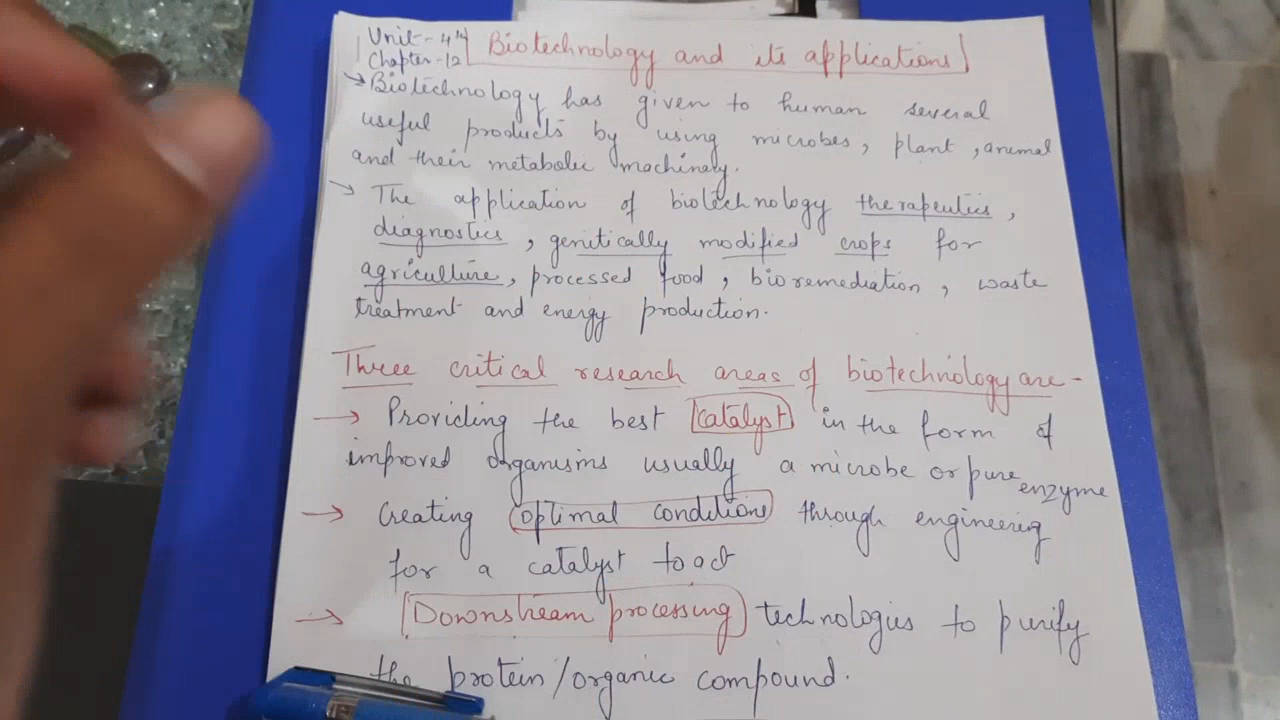 Unit-4th Biotechnology and its applications
Chapter-12
→ Biotechnology has given to human several
useful products by using microbes, plant, animal
and their metabolic machinery.
→ The application of biotechnology therapeutics,
diagnostics, genitically modified crops for
agriculture, processed food, bioremediation, waste
treatment and energy production.
Three critical research areas of biotechnology are-
→ Providing the best catalyst in the form of
improved organisms usually a microbe or pure enzyme
→ Creating optimal conditions through engineering
for a catalyst to act
→ Downstream processing technologies to purify
the protein/organic compound.